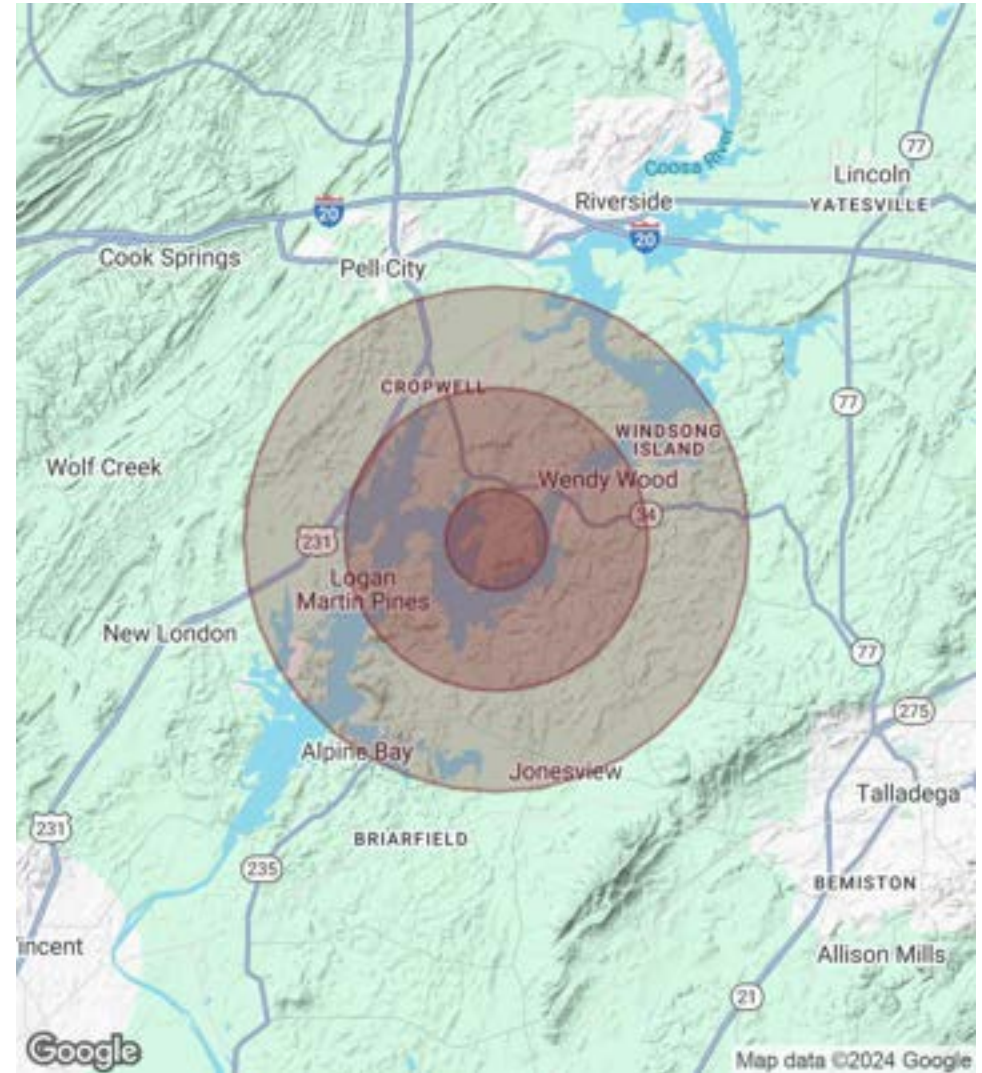 Coosa River
77
Lincoln
Riverside
YATESVILLE
20
20
Cook Springs
Pell City
CROPWELL
77
WINDSONG
ISLAND
Wolf Creek
Wendy Wood
34
231
Logan
Martin Pines
New London
77
275
Alpine Bay
Jonesview
Talladega
231
BRIARFIELD
235
BEMISTON
incent
Allison Mills
21
Google
Map data ©2024 Google